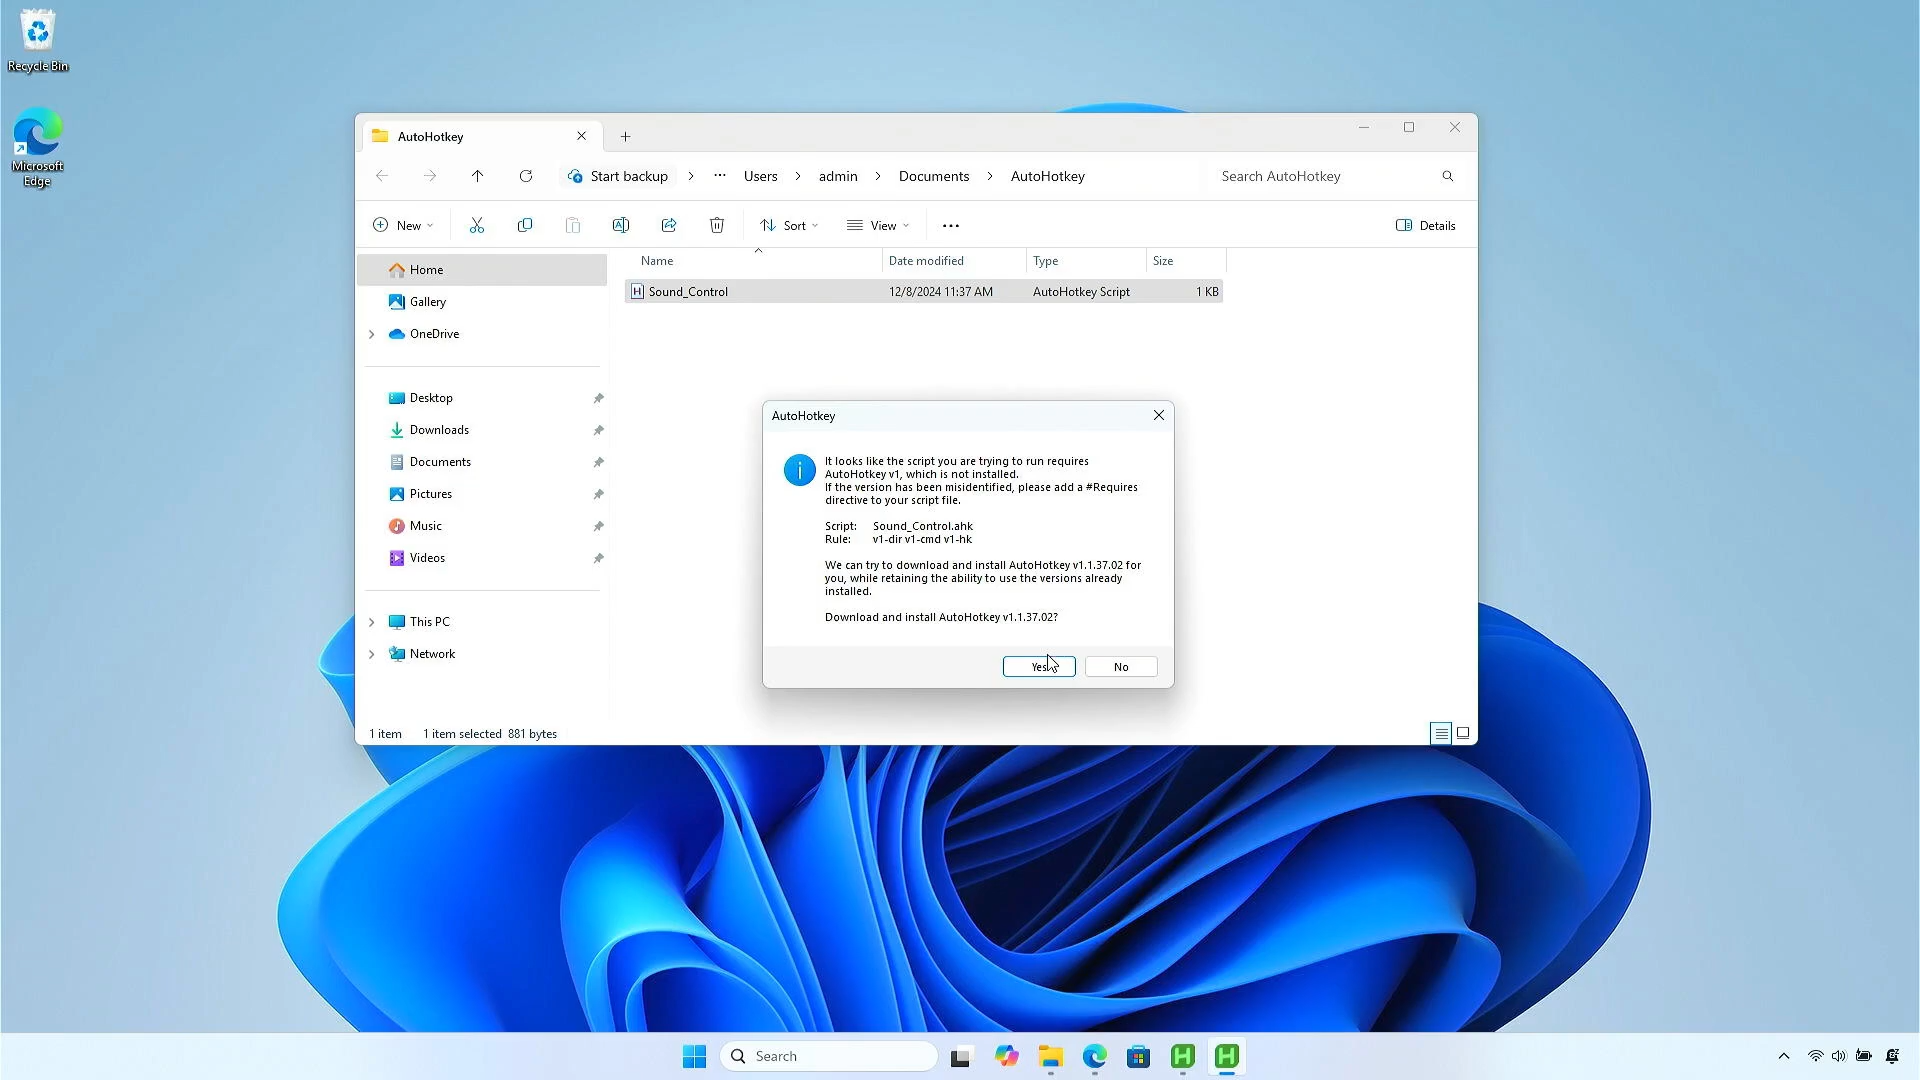 Recycle Bin
Microsoft
Edge
AutoHotkey
Start backup
Users
admin
Documents
AutoHotkey
Search AutoHotkey
New
Sort
View
Details
Name
Date modified
Type
Size
Home
Gallery
OneDrive
Sound_Control
12/8/2024 11:37 AM
AutoHotkey Script
1 KB
Desktop
Downloads
Documents
Pictures
Music
Videos
This PC
Network
AutoHotkey
It looks like the script you are trying to run requires
AutoHotkey v1, which is not installed.
If the version has been misidentified, please add a #Requires
directive to your script file.
Script: Sound_Control.ahk
Rule: v1-dir v1-cmd v1-hk
We can try to download and install AutoHotkey v1.1.37.02 for
you, while retaining the ability to use the versions already
installed.
Download and install AutoHotkey v1.1.37.02?
Yes
No
1 item
1 item selected 881 bytes
Search